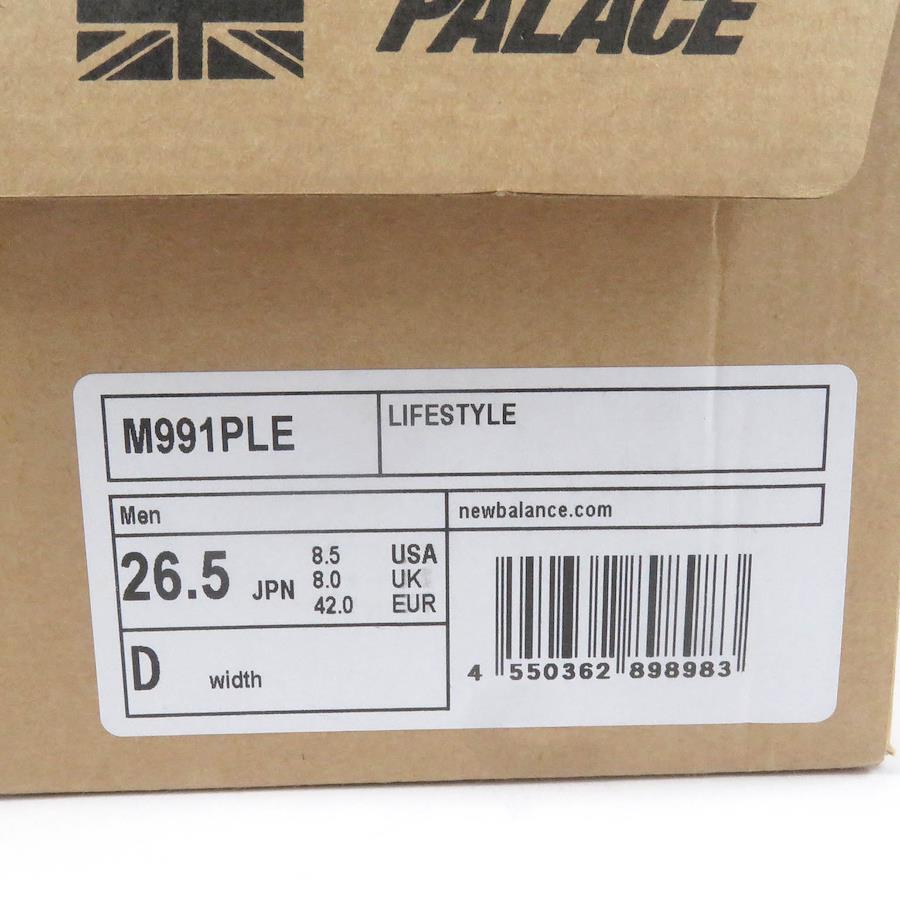 PALACE
M991PLE
LIFESTYLE
Men
newbalance.com
26.5 JPN
8.5 USA
8.0 UK
42.0 EUR
D width
4 550362 898983